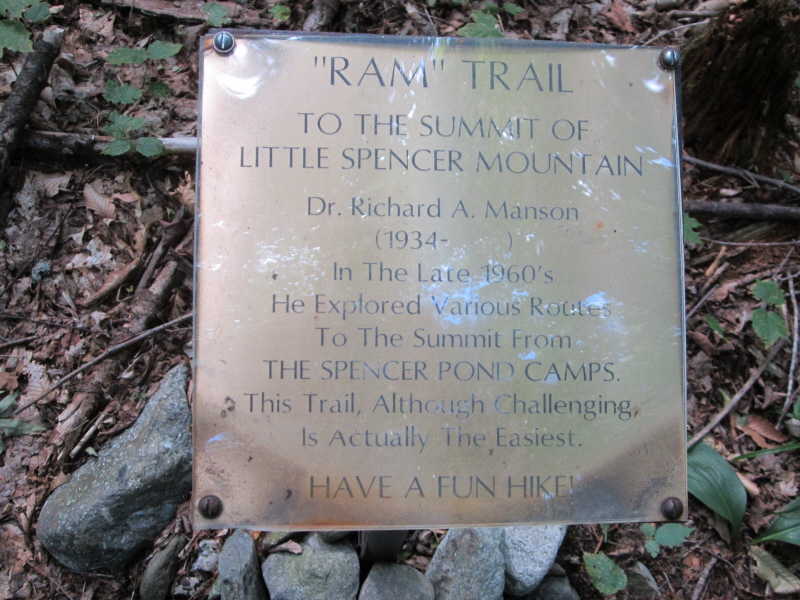 "RAM" TRAIL
TO THE SUMMIT OF
LITTLE SPENCER MOUNTAIN
Dr. Richard A. Manson
(1934-      )
In The Late 1960's
He Explored Various Routes
To The Summit From
THE SPENCER POND CAMPS.
This Trail, Although Challenging,
Is Actually The Easiest.
HAVE A FUN HIKE!